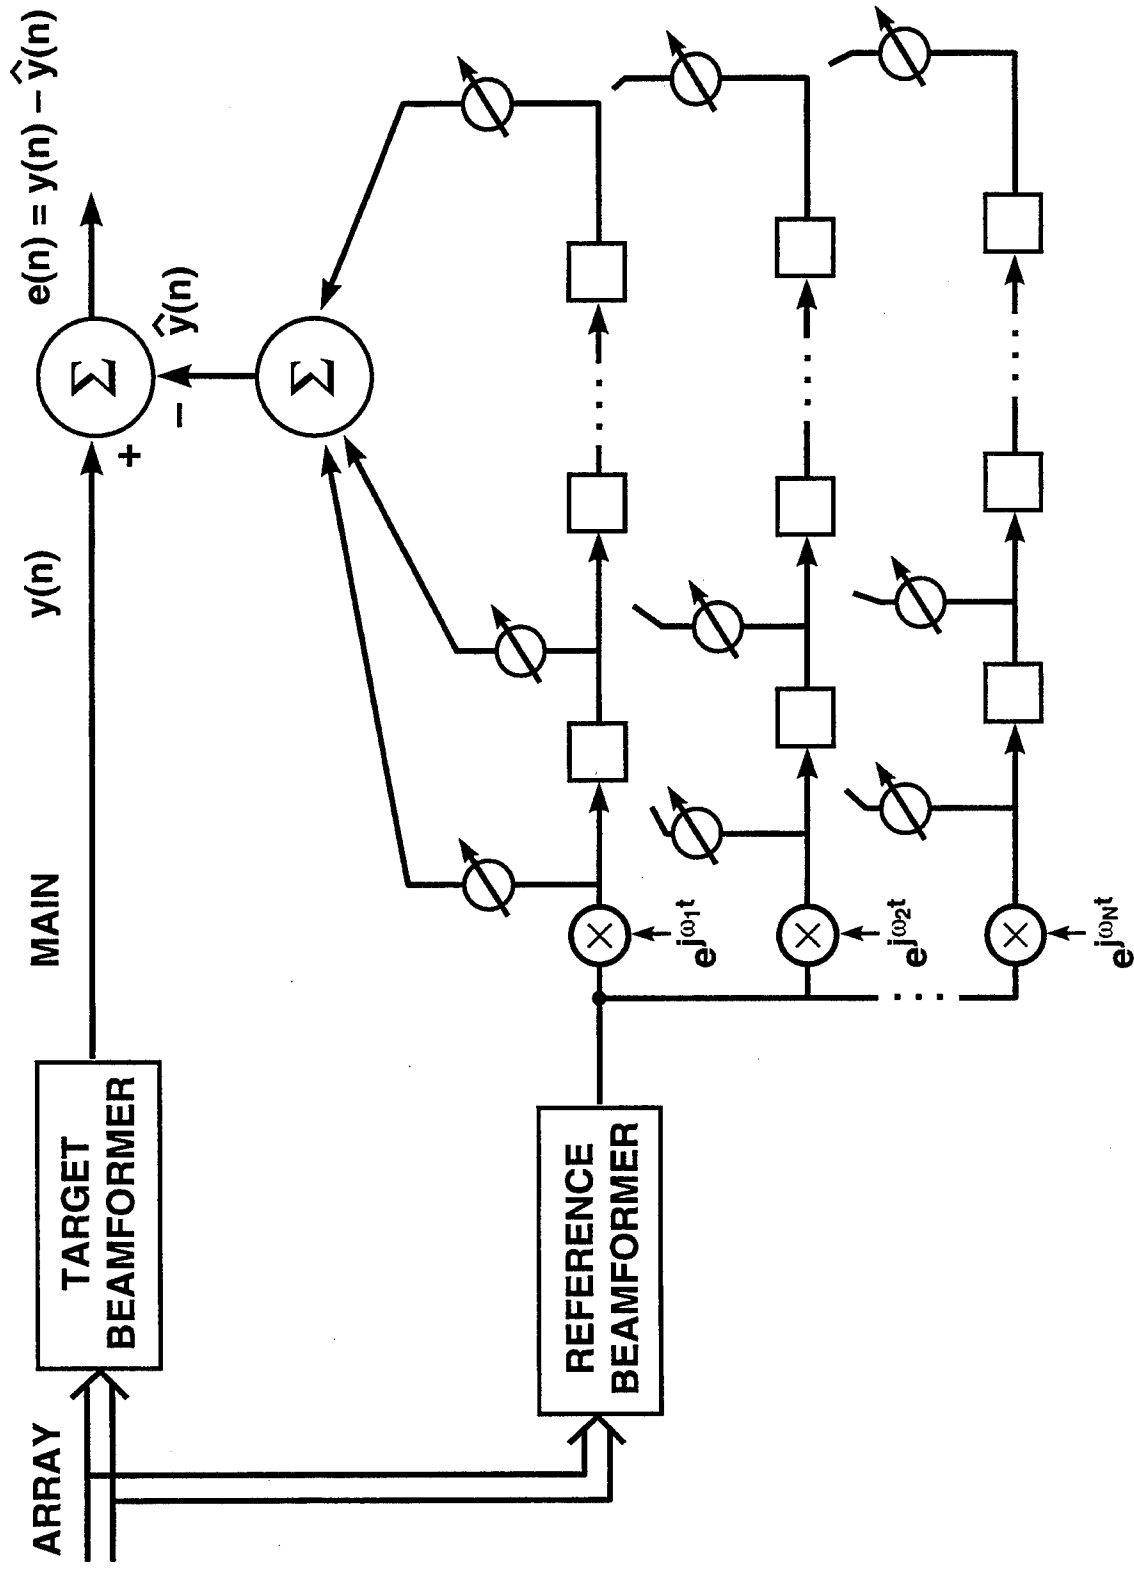 ARRAY
TARGET
BEAMFORMER
MAIN
y(n)
+
Σ
e(n) = y(n) − ŷ(n)
−
ŷ(n)
Σ
REFERENCE
BEAMFORMER
×
e^{jω₁t}
×
e^{jω₂t}
×
e^{jω_Nt}